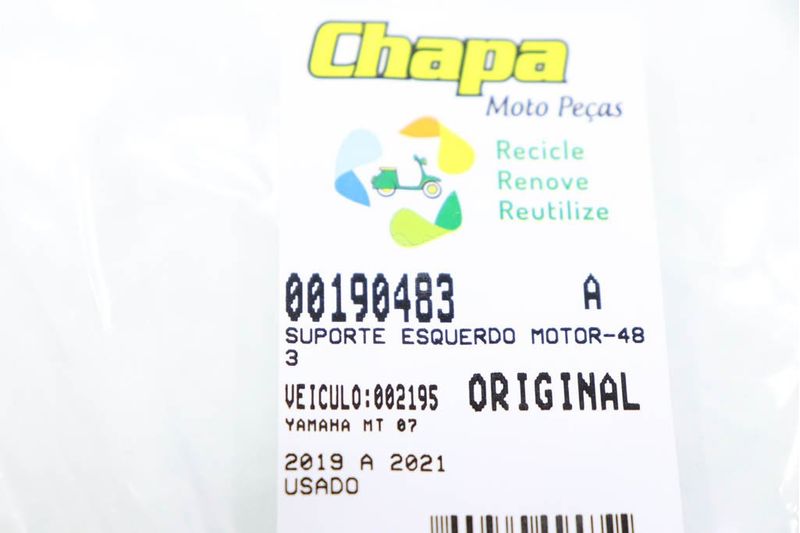 Chapa
Moto Peças
Recicle
Renove
Reutilize
00190483 A
SUPORTE ESQUERDO MOTOR-48
3
VEICULO:002195 ORIGINAL
YAMAHA MT 07
2019 A 2021
USADO